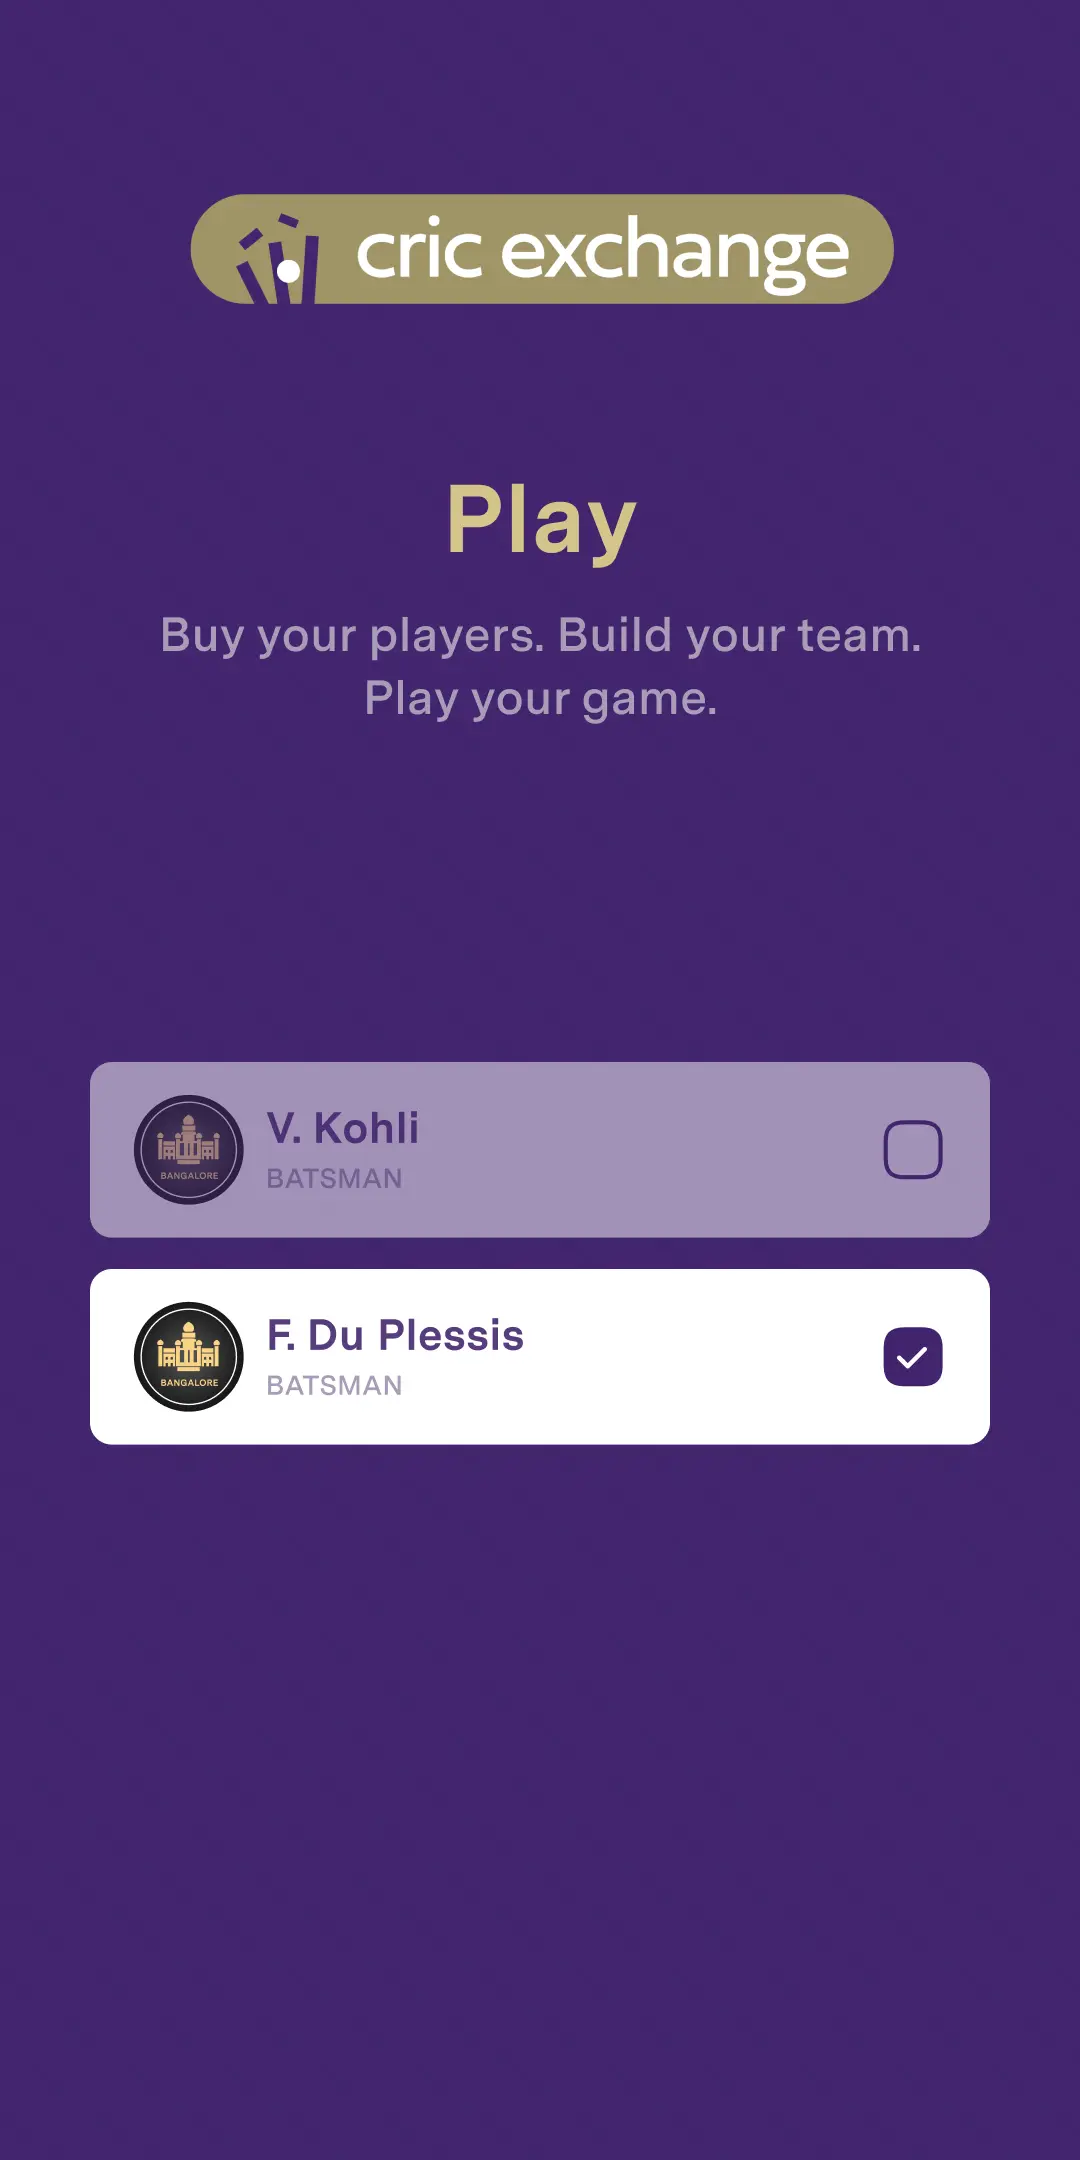 cric exchange
Play
Buy your players. Build your team.
Play your game.
V. Kohli
BATSMAN
BANGALORE
F. Du Plessis
BATSMAN
BANGALORE